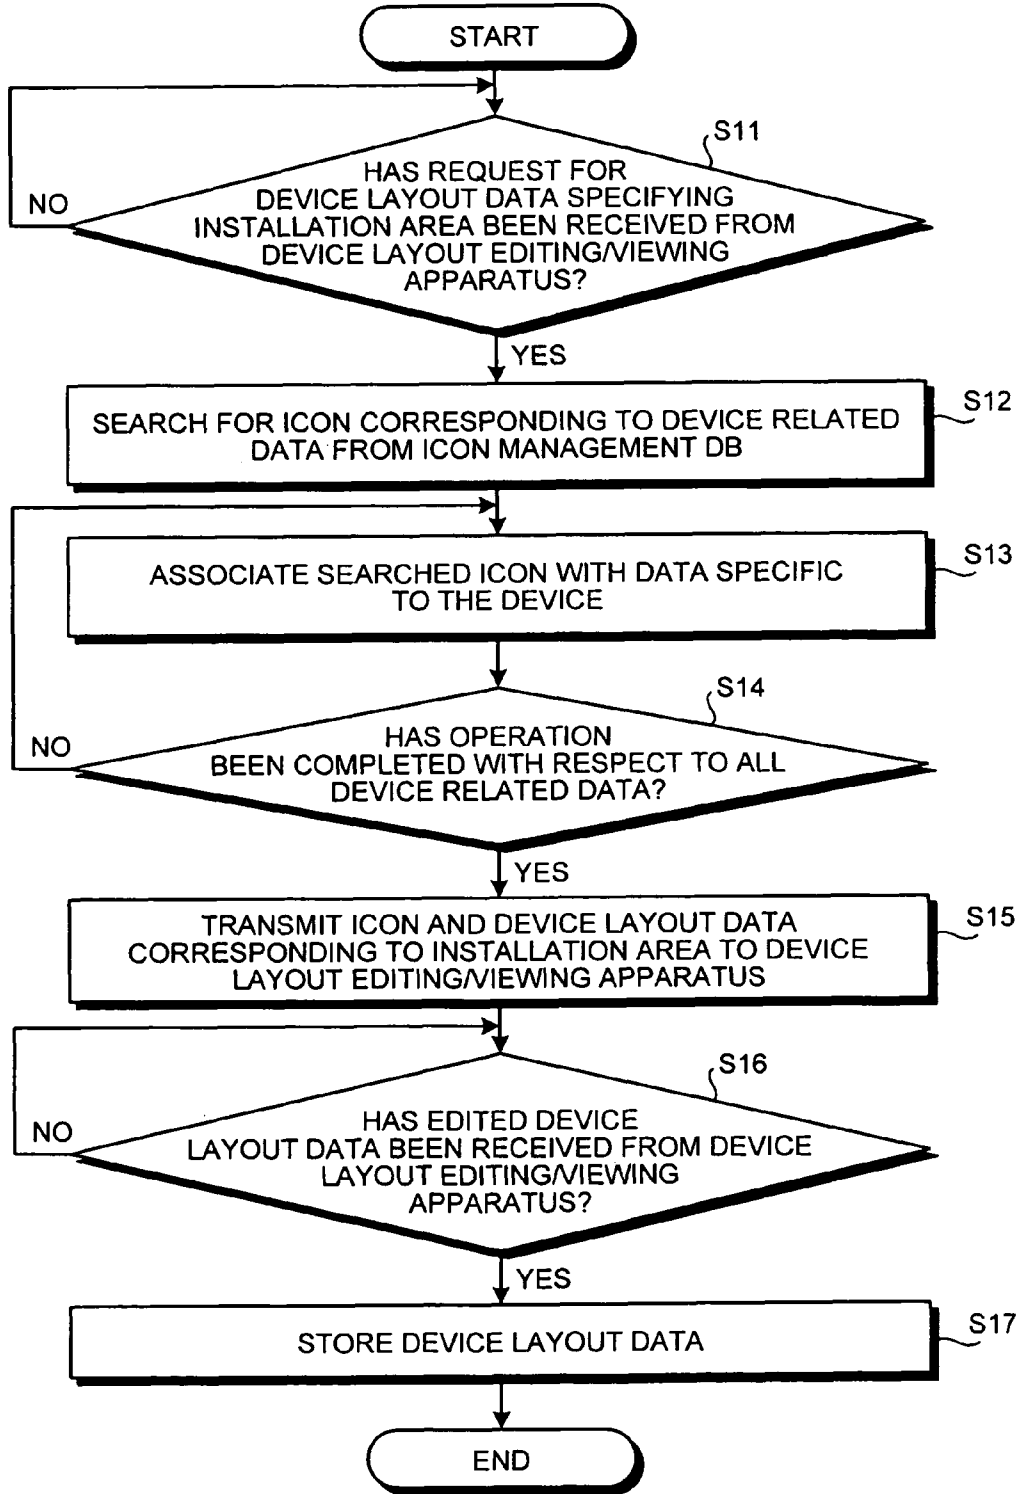 START
S11
HAS REQUEST FOR
DEVICE LAYOUT DATA SPECIFYING
INSTALLATION AREA BEEN RECEIVED FROM
DEVICE LAYOUT EDITING/VIEWING
APPARATUS?
NO
YES
S12
SEARCH FOR ICON CORRESPONDING TO DEVICE RELATED
DATA FROM ICON MANAGEMENT DB
S13
ASSOCIATE SEARCHED ICON WITH DATA SPECIFIC
TO THE DEVICE
S14
HAS OPERATION
BEEN COMPLETED WITH RESPECT TO ALL
DEVICE RELATED DATA?
NO
YES
S15
TRANSMIT ICON AND DEVICE LAYOUT DATA
CORRESPONDING TO INSTALLATION AREA TO DEVICE
LAYOUT EDITING/VIEWING APPARATUS
S16
HAS EDITED DEVICE
LAYOUT DATA BEEN RECEIVED FROM DEVICE
LAYOUT EDITING/VIEWING
APPARATUS?
NO
YES
S17
STORE DEVICE LAYOUT DATA
END